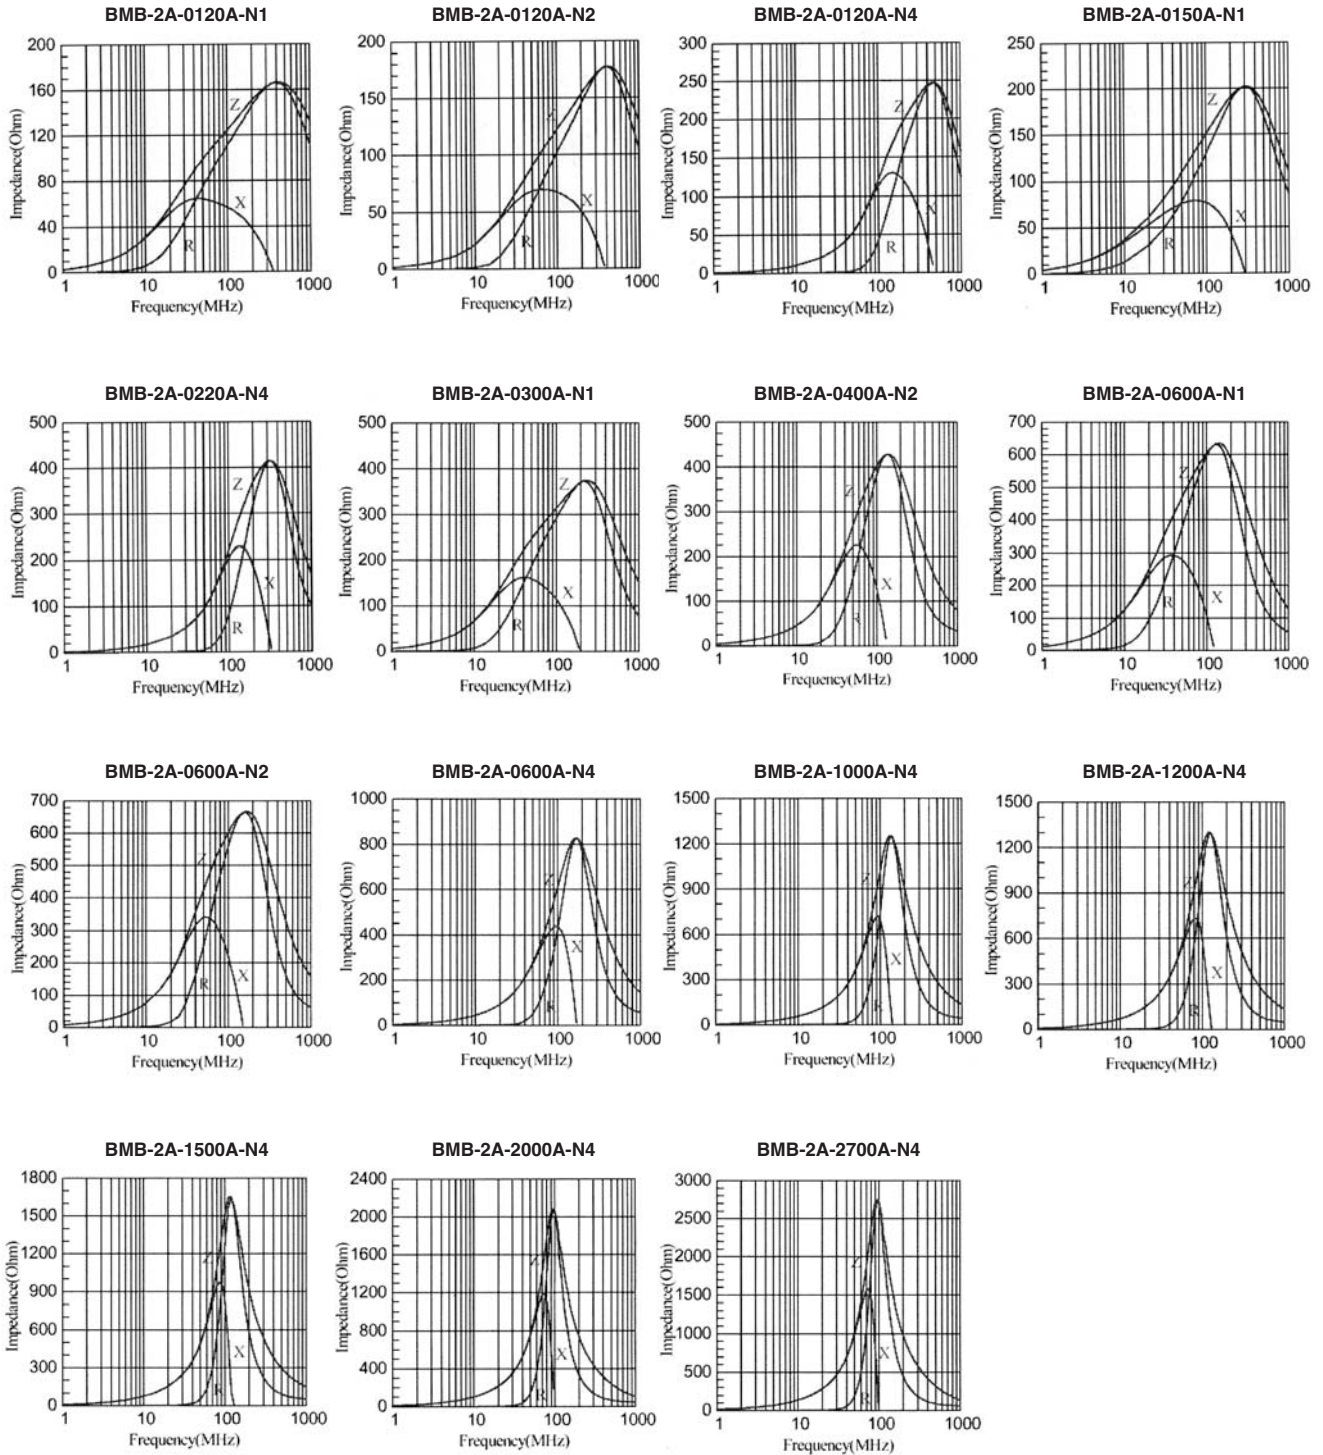 BMB-2A-0120A-N1
Impedance(Ohm)
200
160
120
80
40
0
Z
X
R
1
10
100
1000
Frequency(MHz)
BMB-2A-0120A-N2
Impedance(Ohm)
200
150
100
50
0
Z
X
R
1
10
100
1000
Frequency(MHz)
BMB-2A-0120A-N4
Impedance(Ohm)
300
250
200
150
100
50
0
Z
X
R
1
10
100
1000
Frequency(MHz)
BMB-2A-0150A-N1
Impedance(Ohm)
250
200
150
100
50
0
Z
X
R
1
10
100
1000
Frequency(MHz)
BMB-2A-0220A-N4
Impedance(Ohm)
500
400
300
200
100
0
Z
X
R
1
10
100
1000
Frequency(MHz)
BMB-2A-0300A-N1
Impedance(Ohm)
500
400
300
200
100
0
Z
X
R
1
10
100
1000
Frequency(MHz)
BMB-2A-0400A-N2
Impedance(Ohm)
500
400
300
200
100
0
Z
X
R
1
10
100
1000
Frequency(MHz)
BMB-2A-0600A-N1
Impedance(Ohm)
700
600
500
400
300
200
100
0
Z
R
X
1
10
100
1000
Frequency(MHz)
BMB-2A-0600A-N2
Impedance(Ohm)
700
600
500
400
300
200
100
0
Z
X
R
1
10
100
1000
Frequency(MHz)
BMB-2A-0600A-N4
Impedance(Ohm)
1000
800
600
400
200
0
Z
X
R
1
10
100
1000
Frequency(MHz)
BMB-2A-1000A-N4
Impedance(Ohm)
1500
1200
900
600
300
0
Z
X
R
1
10
100
1000
Frequency(MHz)
BMB-2A-1200A-N4
Impedance(Ohm)
1500
1200
900
600
300
0
Z
X
R
1
10
100
1000
Frequency(MHz)
BMB-2A-1500A-N4
Impedance(Ohm)
1800
1500
1200
900
600
300
0
Z
X
R
1
10
100
1000
Frequency(MHz)
BMB-2A-2000A-N4
Impedance(Ohm)
2400
2000
1600
1200
800
400
0
Z
X
R
1
10
100
1000
Frequency(MHz)
BMB-2A-2700A-N4
Impedance(Ohm)
3000
2500
2000
1500
1000
500
0
Z
X
R
1
10
100
1000
Frequency(MHz)